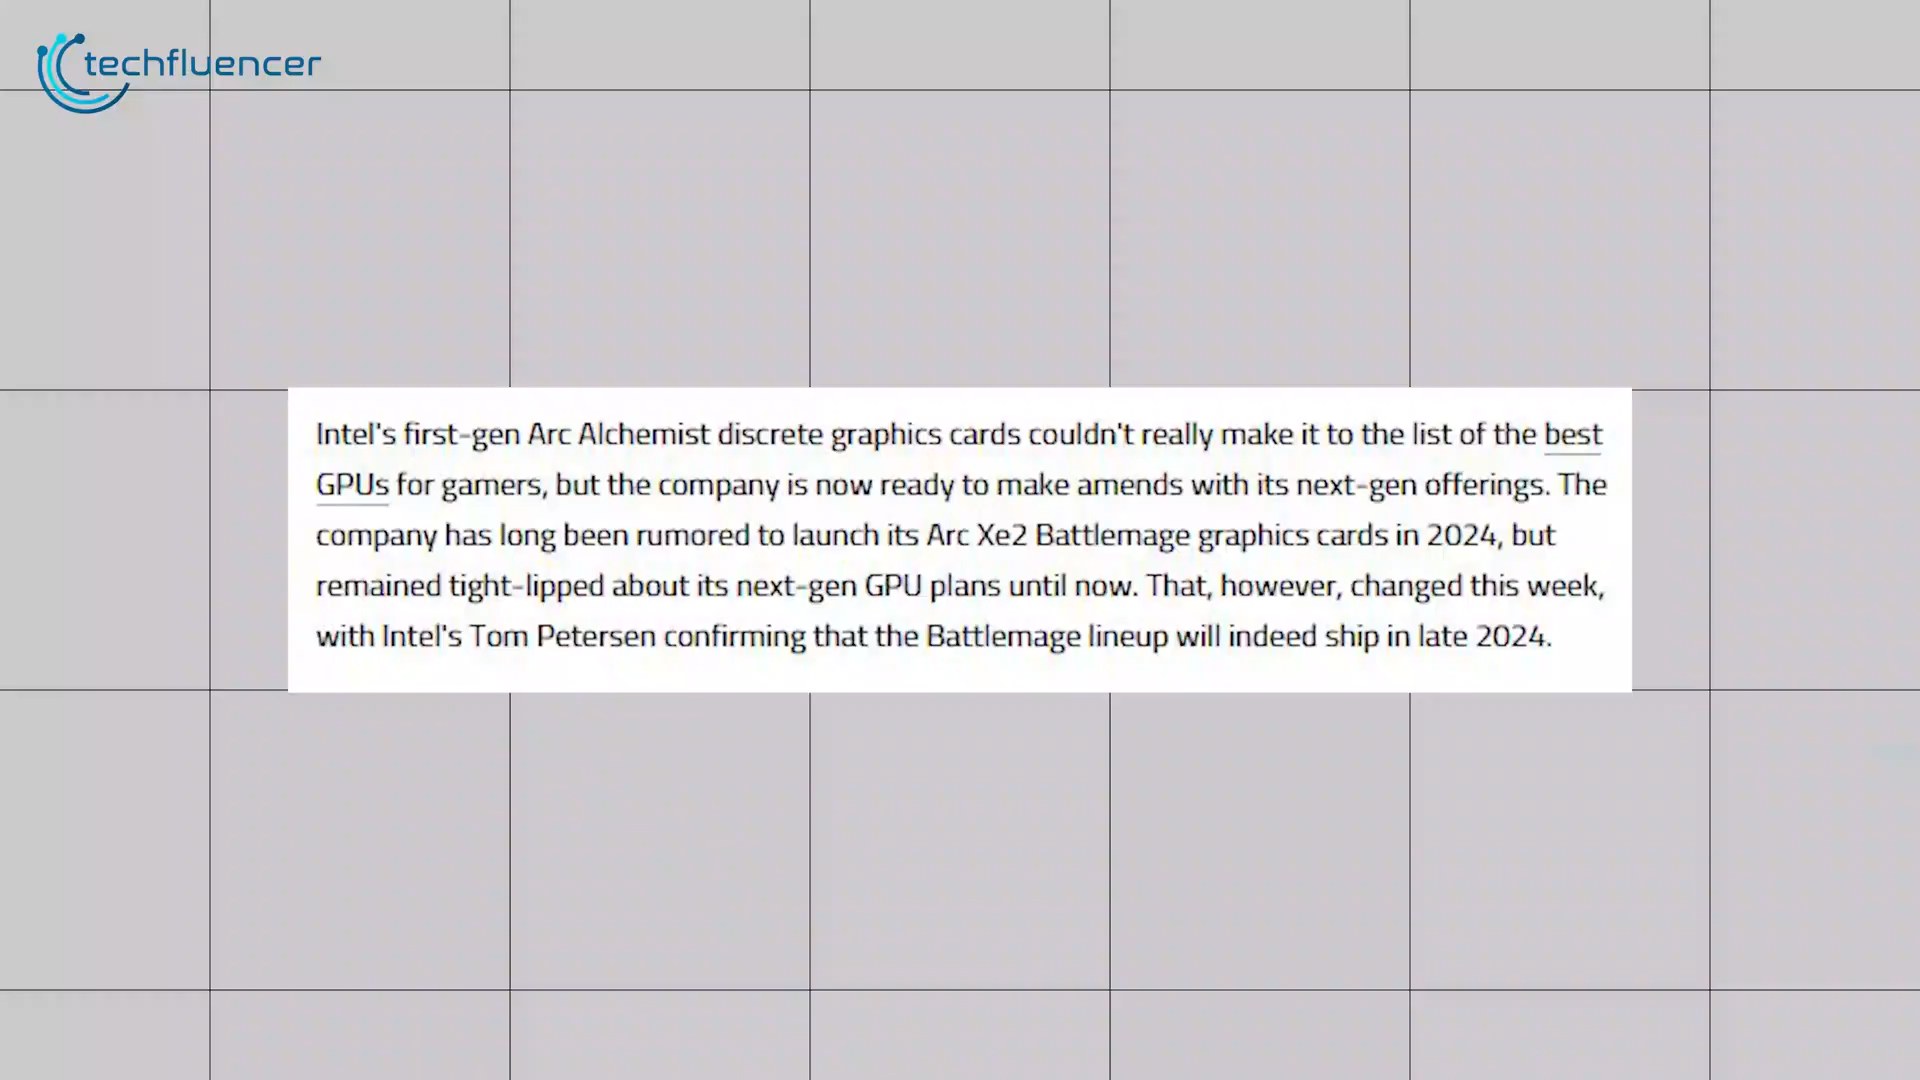 techfluencer
Intel's first-gen Arc Alchemist discrete graphics cards couldn't really make it to the list of the best
GPUs for gamers, but the company is now ready to make amends with its next-gen offerings. The
company has long been rumored to launch its Arc Xe2 Battlemage graphics cards in 2024, but
remained tight-lipped about its next-gen GPU plans until now. That, however, changed this week,
with Intel's Tom Petersen confirming that the Battlemage lineup will indeed ship in late 2024.